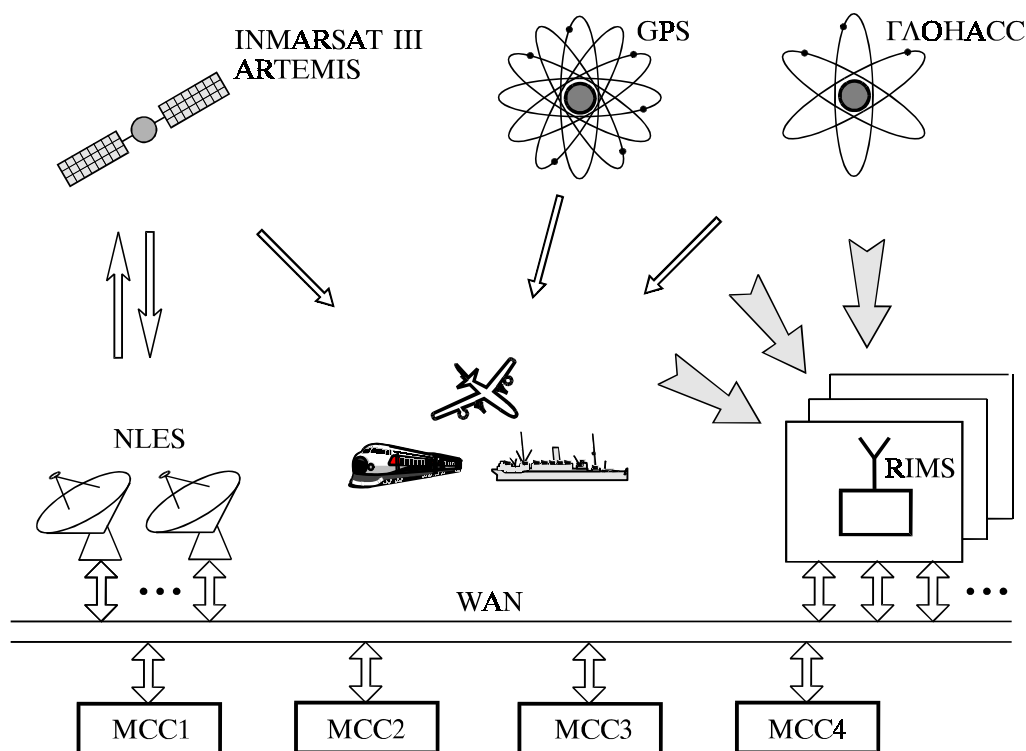 INMARSAT III
ARTEMIS
GPS
ГЛОНАСС
NLES
RIMS
WAN
MCC1
MCC2
MCC3
MCC4